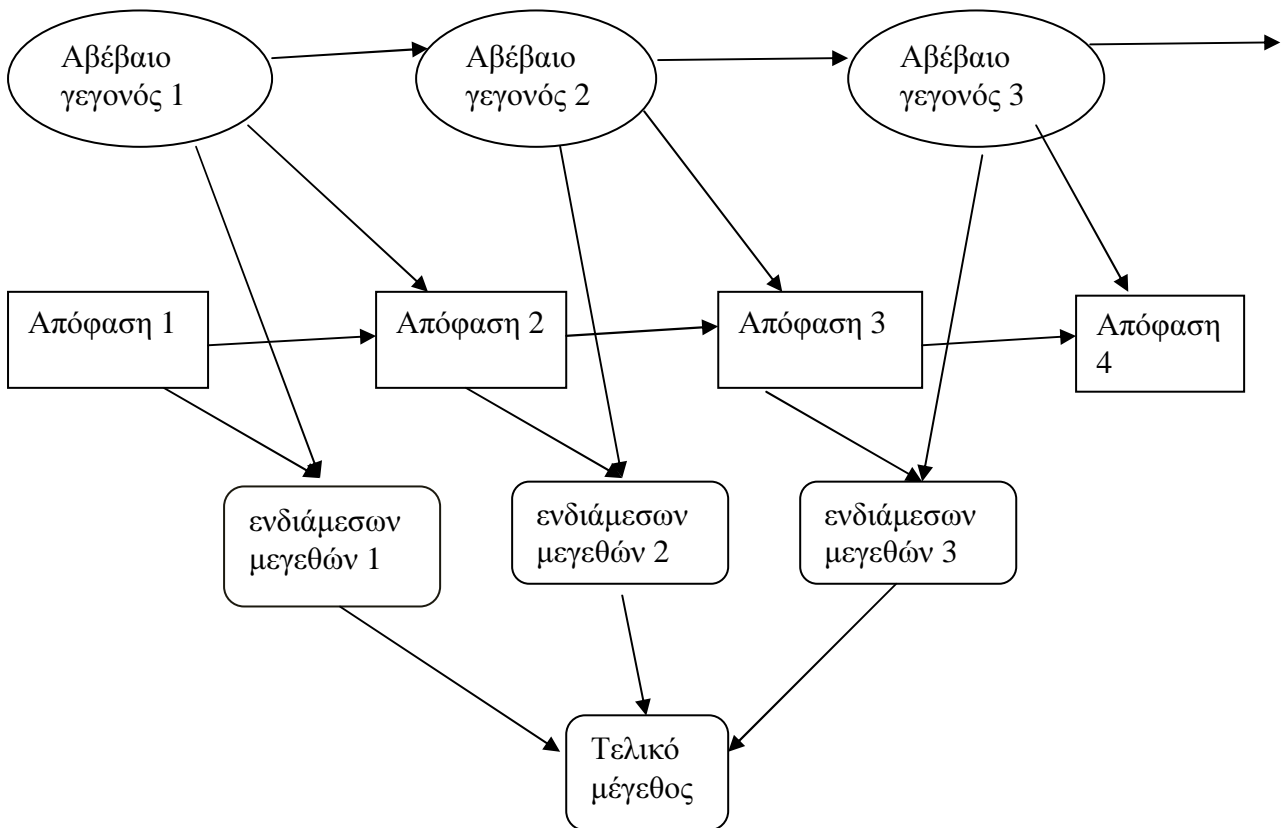 Αβέβαιο
γεγονός 1
Αβέβαιο
γεγονός 2
Αβέβαιο
γεγονός 3
Απόφαση 1
Απόφαση 2
Απόφαση 3
Απόφαση
4
ενδιάμεσων
μεγεθών 1
ενδιάμεσων
μεγεθών 2
ενδιάμεσων
μεγεθών 3
Τελικό
μέγεθος